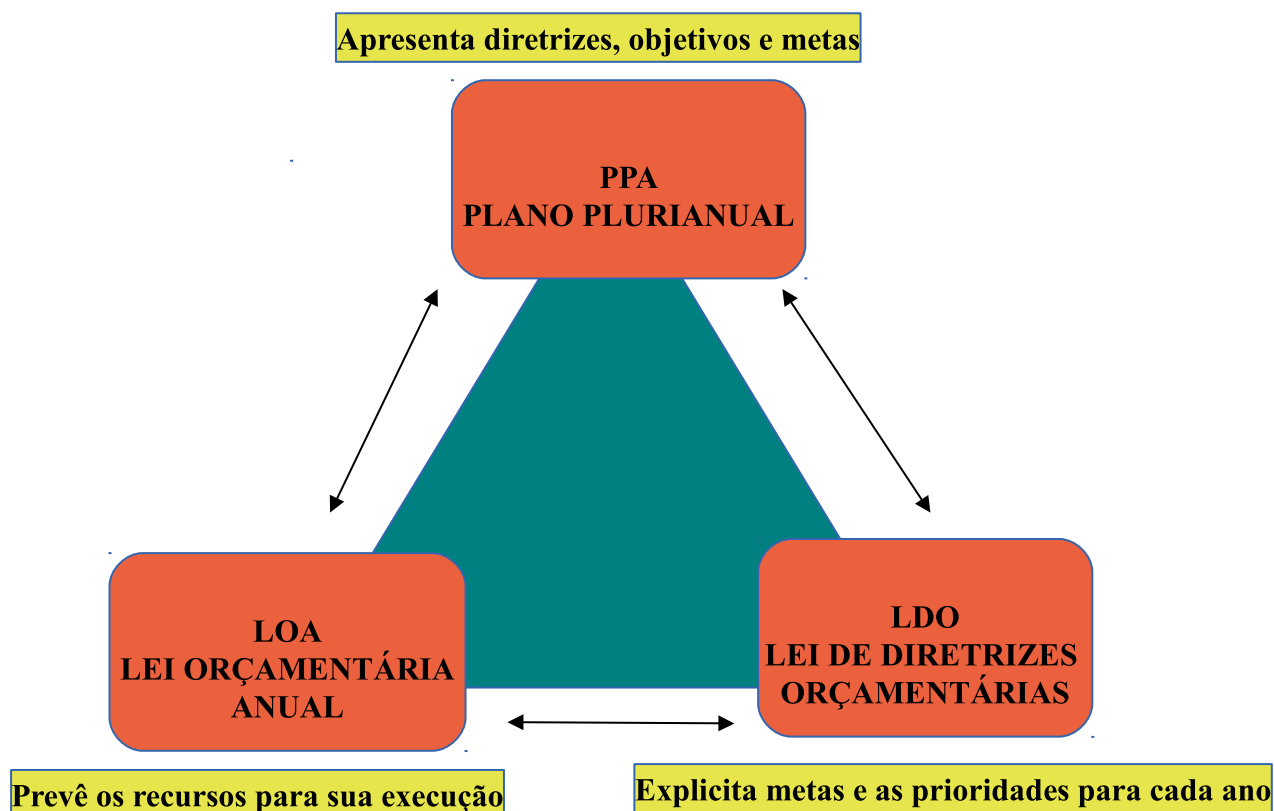 Apresenta diretrizes, objetivos e metas
PPA
PLANO PLURIANUAL
LOA
LEI ORÇAMENTÁRIA
ANUAL
LDO
LEI DE DIRETRIZES
ORÇAMENTÁRIAS
Prevê os recursos para sua execução
Explicita metas e as prioridades para cada ano